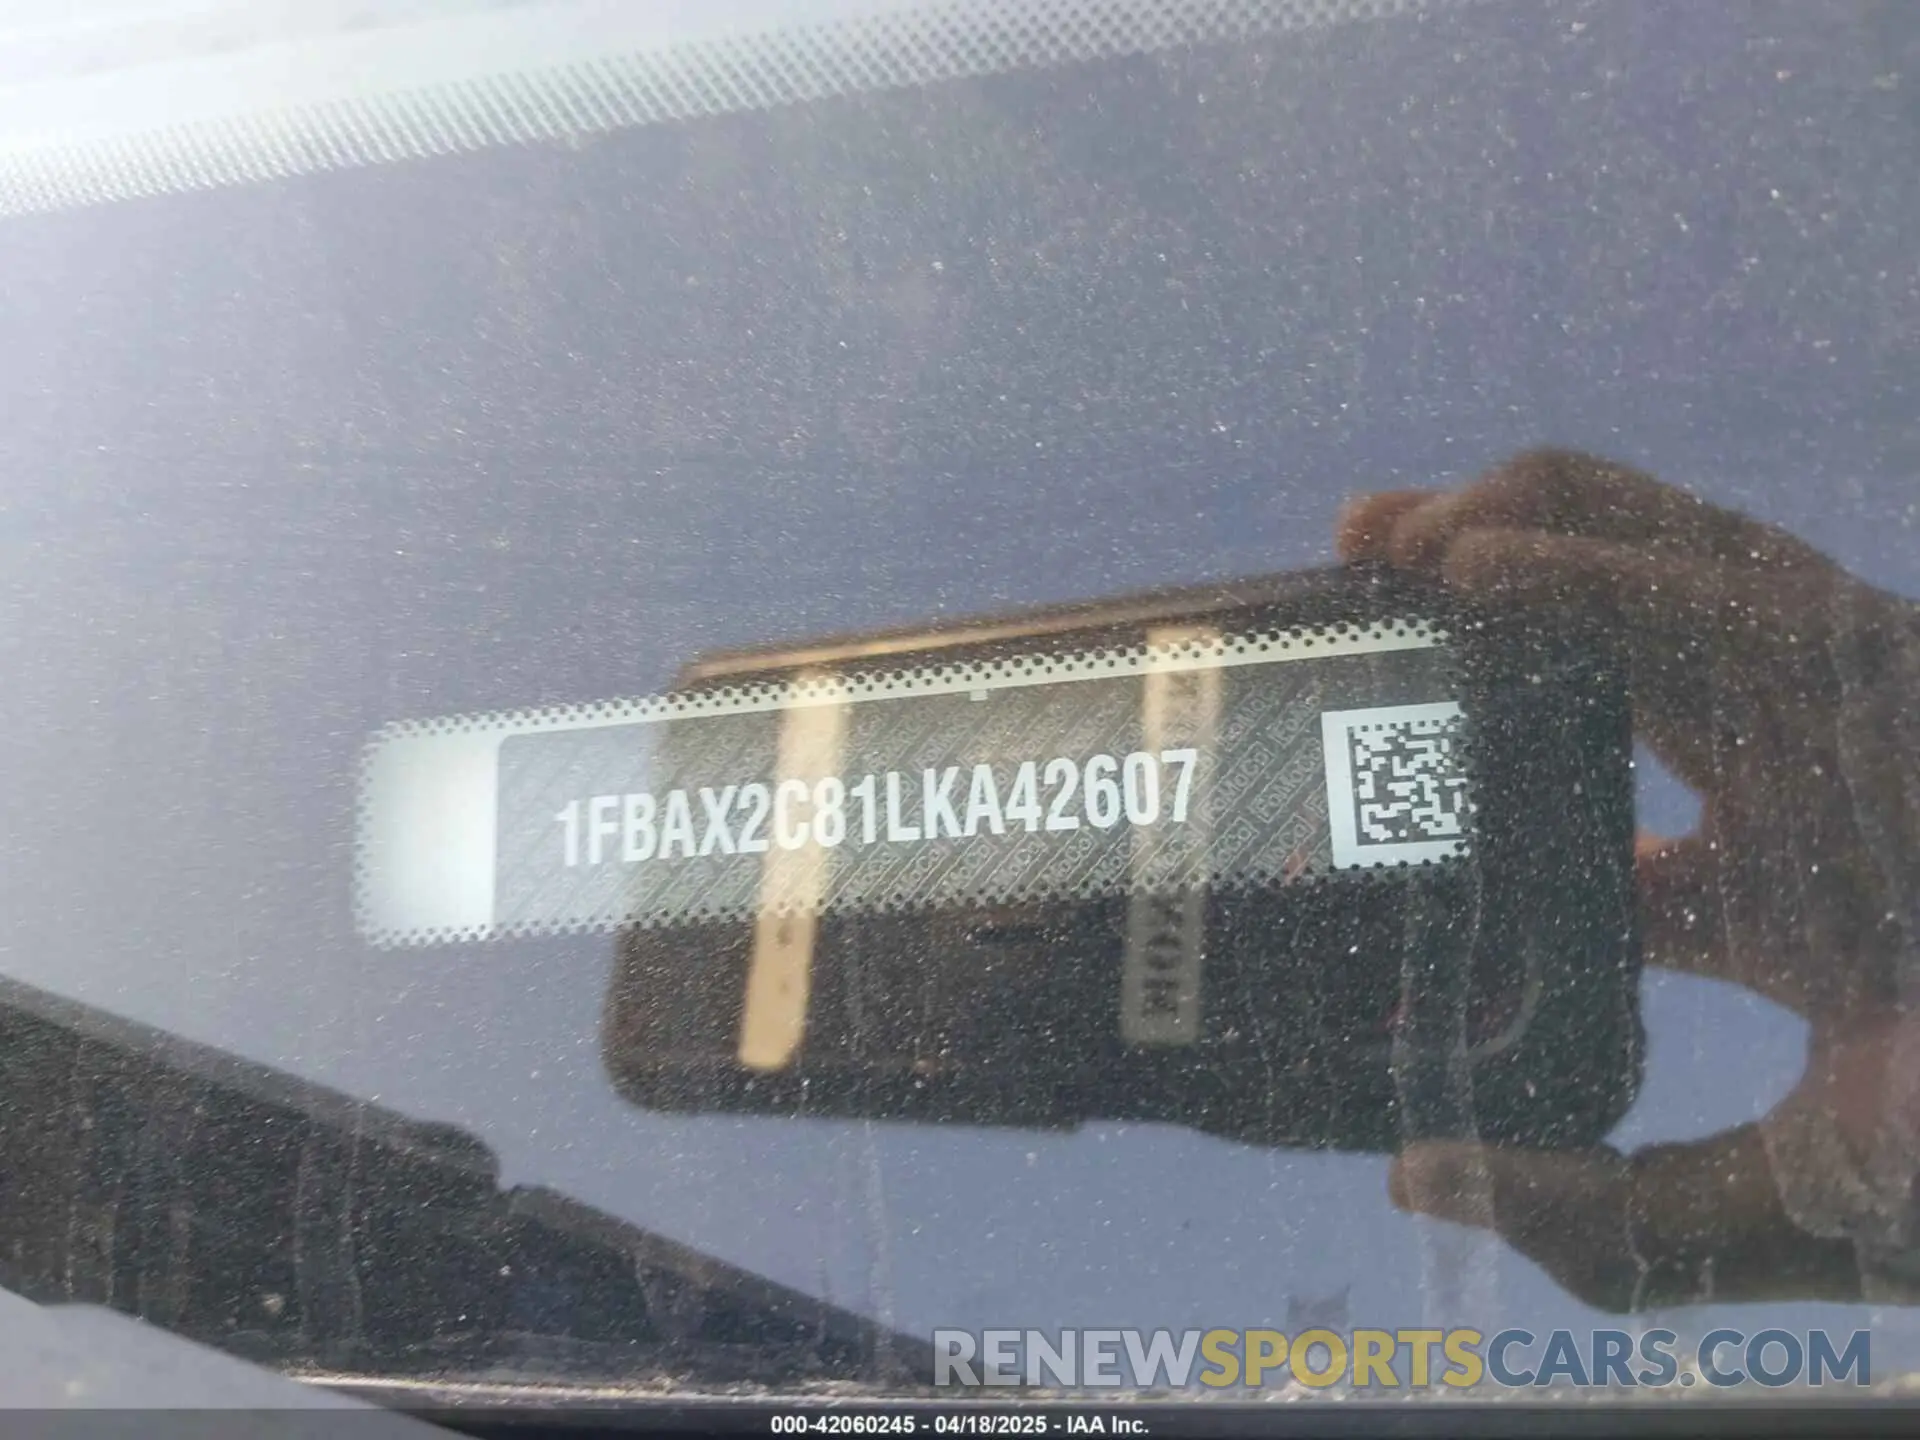 1FBAX2C81LKA42607
RENEWSPORTSCARS.COM
000-42060245 - 04/18/2025 - IAA Inc.